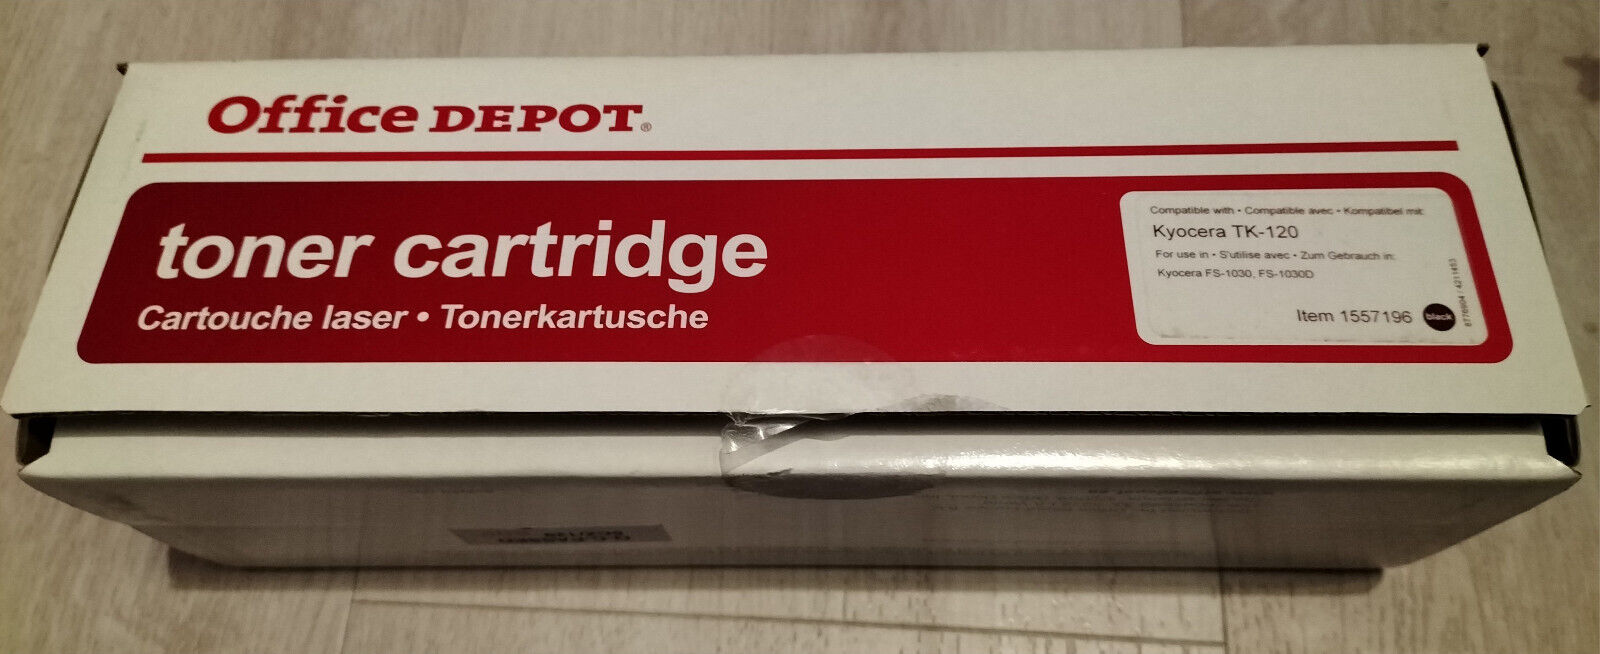 Office DEPOT®
toner cartridge
Cartouche laser • Tonerkartusche
Compatible with • Compatible avec • Kompatibel mit:
Kyocera TK-120
For use in • S'utilise avec • Zum Gebrauch in:
Kyocera FS-1030, FS-1030D
Item 1557196
black